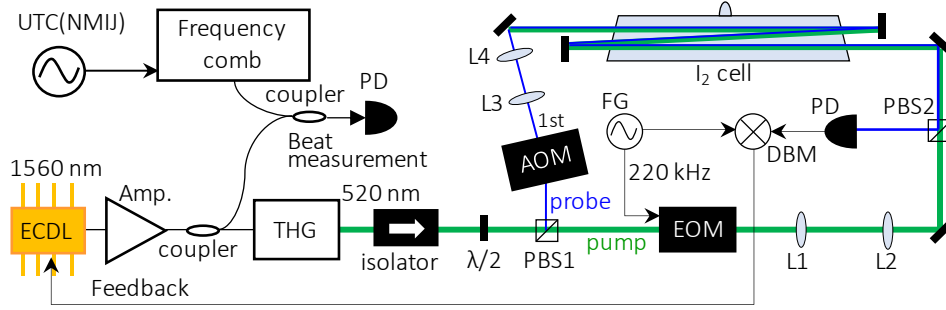 UTC(NMIJ)
Frequency
comb
coupler
PD
Beat
measurement
1560 nm
ECDL
Amp.
coupler
THG
520 nm
isolator
λ/2
PBS1
Feedback
L4
L3
1st
AOM
probe
pump
FG
220 kHz
EOM
I₂ cell
DBM
PD
PBS2
L1
L2